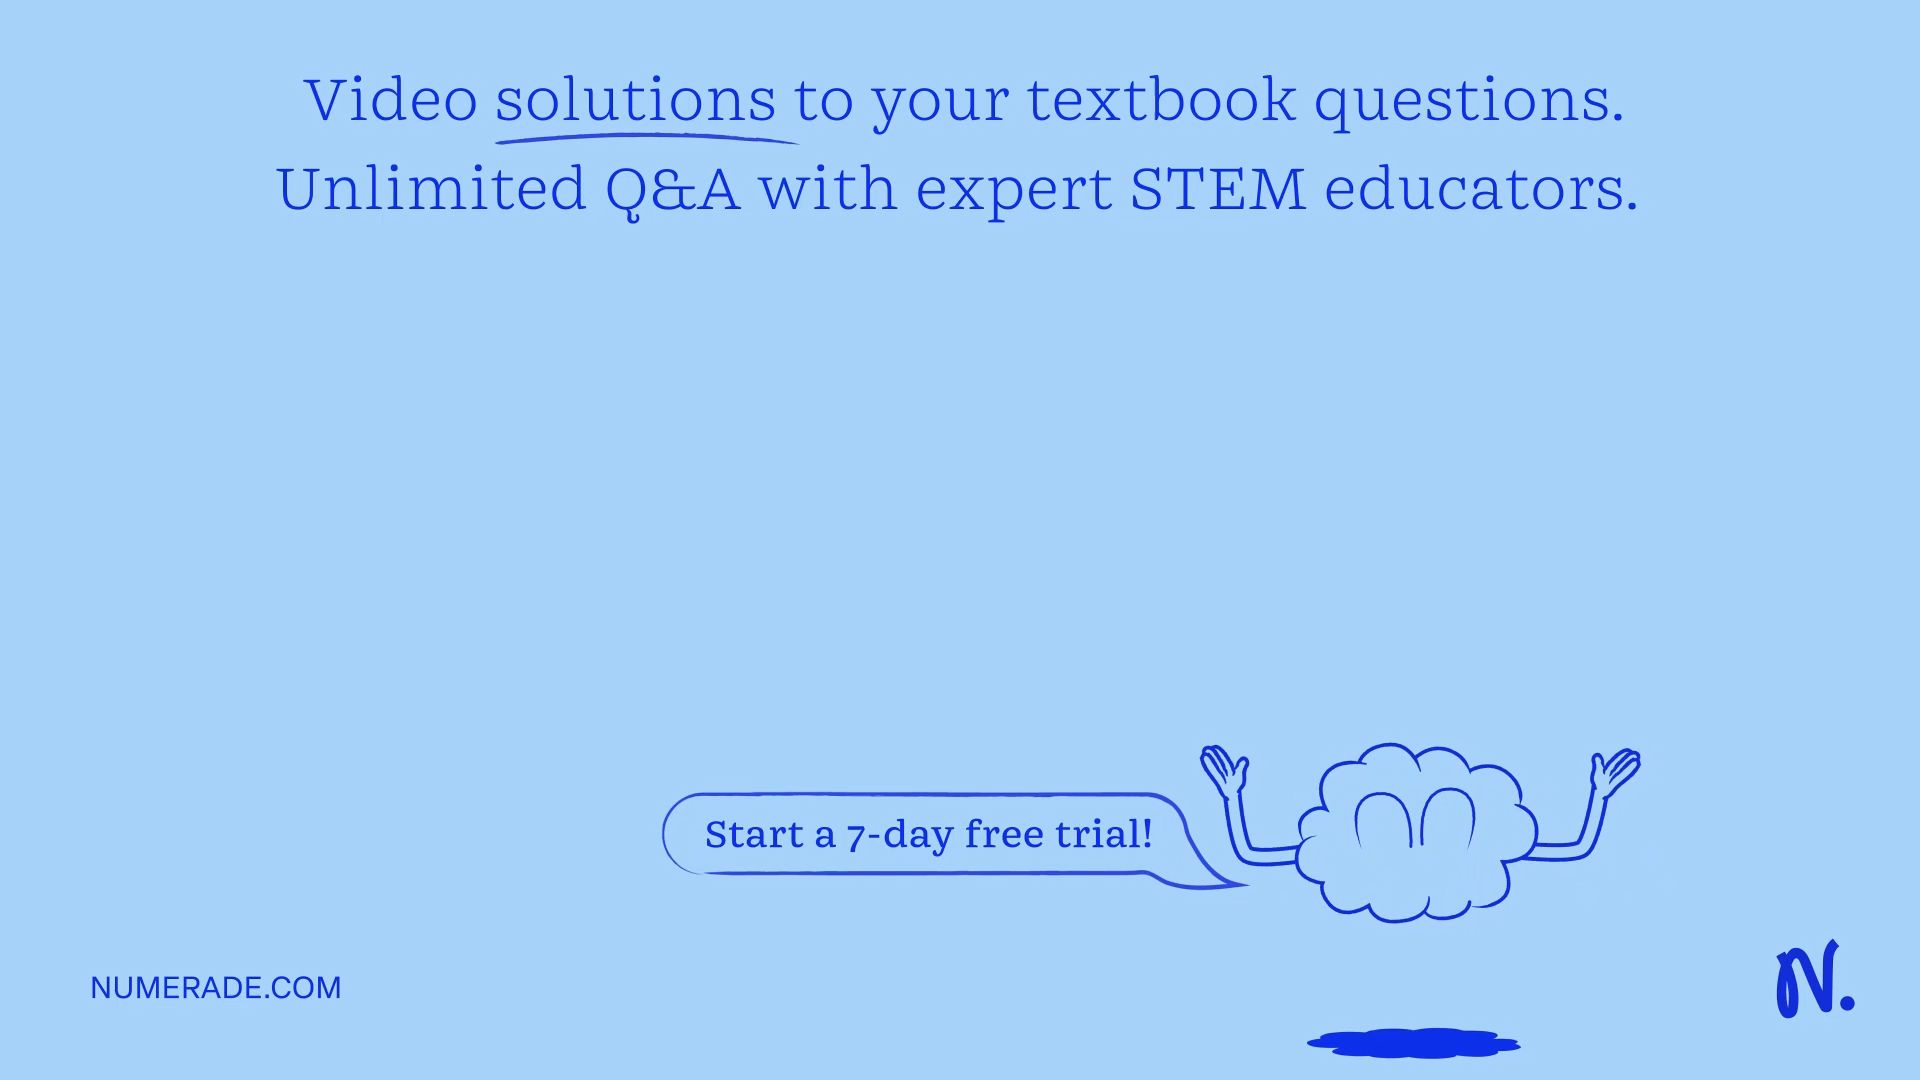 Video solutions to your textbook questions.
Unlimited Q&A with expert STEM educators.
Start a 7-day free trial!
NUMERADE.COM
N.